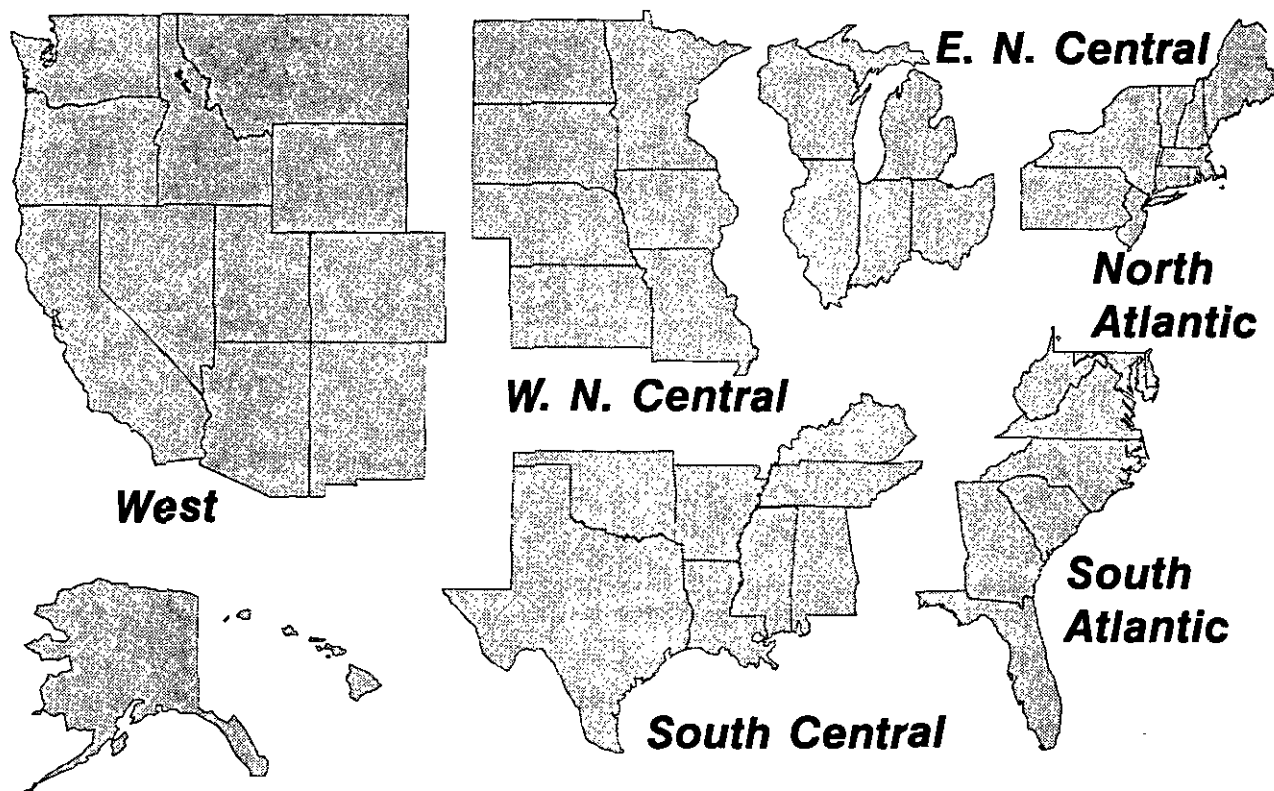 E. N. Central
North
Atlantic
W. N. Central
West
South
Atlantic
South Central